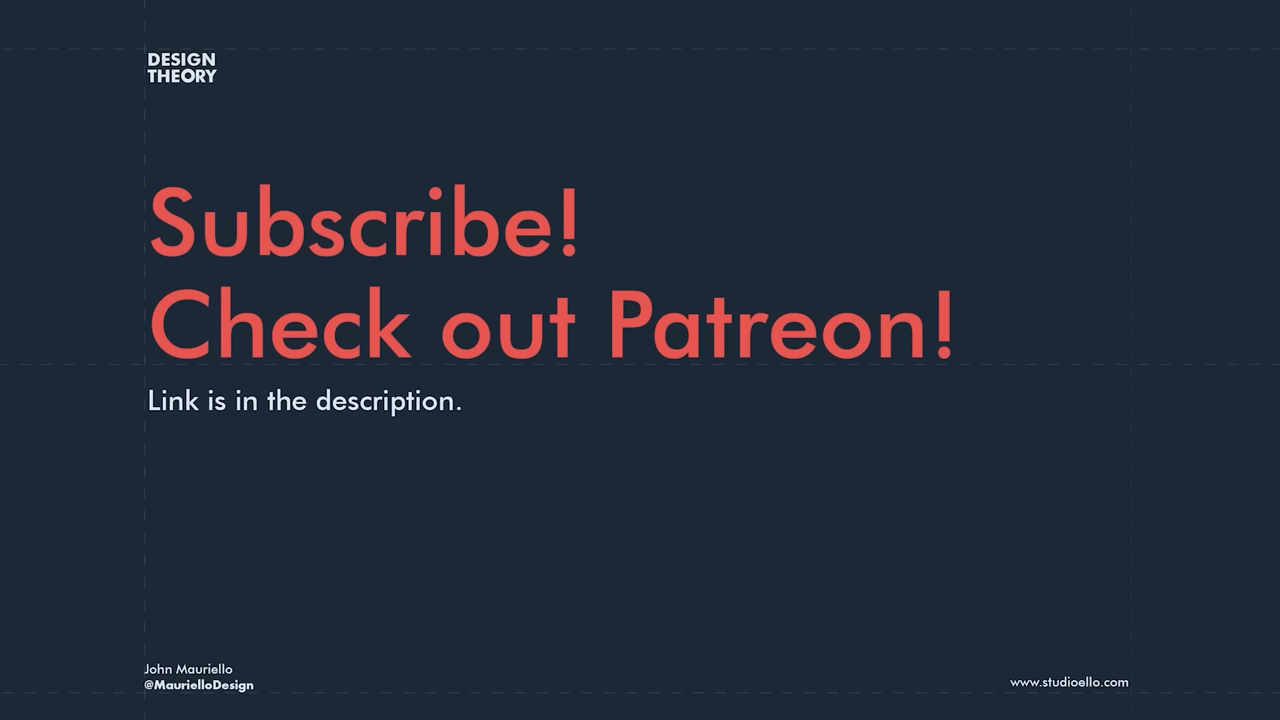 DESIGN
THEORY
Subscribe!
Check out Patreon!
Link is in the description.
John Mauriello
@MaurielloDesign
www.studioello.com